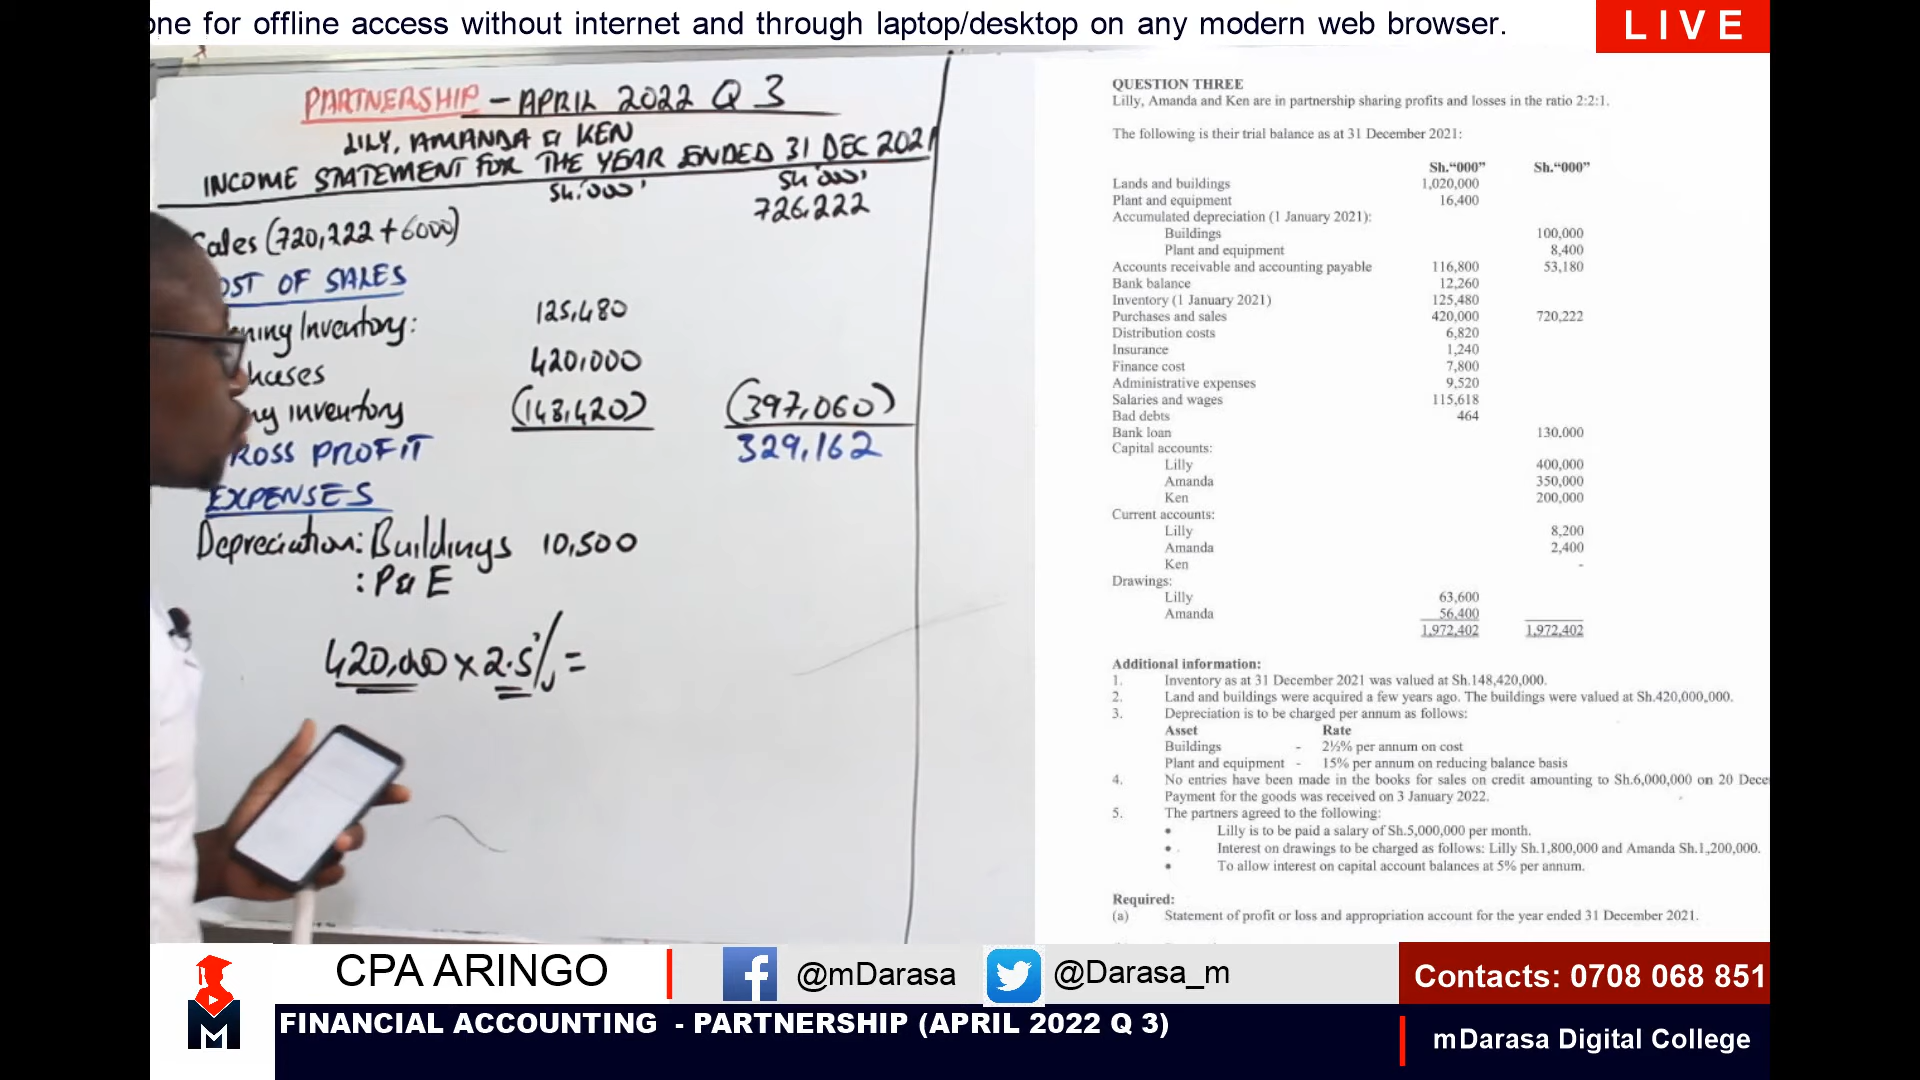 one for offline access without internet and through laptop/desktop on any modern web browser.
LIVE
PARTNERSHIP - APRIL 2022 Q 3
LILY, AMANDA & KEN
INCOME STATEMENT FOR THE YEAR ENDED 31 DEC 2021
Sh.'000' Sh.'000'
Sales (720,222 + 6000) 726,222
COST OF SALES
Opening Inventory: 125,480
Purchases 420,000
inventory (148,420) (397,060)
GROSS PROFIT 329,162
EXPENSES
Depreciation: Buildings 10,500
: P & E
420,000 x 2.5% =
QUESTION THREE
Lilly, Amanda and Ken are in partnership sharing profits and losses in the ratio 2:2:1.
The following is their trial balance as at 31 December 2021:
Sh."000" Sh."000"
Lands and buildings 1,020,000
Plant and equipment 16,400
Accumulated depreciation (1 January 2021):
Buildings 100,000
Plant and equipment 8,400
Accounts receivable and accounting payable 116,800 53,180
Bank balance 12,260
Inventory (1 January 2021) 125,480
Purchases and sales 420,000 720,222
Distribution costs 6,820
Insurance 1,240
Finance cost 7,800
Administrative expenses 9,520
Salaries and wages 115,618
Bad debts 464
Bank loan 130,000
Capital accounts:
Lilly 400,000
Amanda 350,000
Ken 200,000
Current accounts:
Lilly 8,200
Amanda 2,400
Ken -
Drawings:
Lilly 63,600
Amanda 56,400
1,972,402 1,972,402
Additional information:
1. Inventory as at 31 December 2021 was valued at Sh.148,420,000.
2. Land and buildings were acquired a few years ago. The buildings were valued at Sh.420,000,000.
3. Depreciation is to be charged per annum as follows:
Asset Rate
Buildings - 2½% per annum on cost
Plant and equipment - 15% per annum on reducing balance basis
4. No entries have been made in the books for sales on credit amounting to Sh.6,000,000 on 20 Dece
Payment for the goods was received on 3 January 2022.
5. The partners agreed to the following:
• Lilly is to be paid a salary of Sh.5,000,000 per month.
• Interest on drawings to be charged as follows: Lilly Sh.1,800,000 and Amanda Sh.1,200,000.
• To allow interest on capital account balances at 5% per annum.
Required:
(a) Statement of profit or loss and appropriation account for the year ended 31 December 2021.
M
CPA ARINGO
f @mDarasa
@Darasa_m
Contacts: 0708 068 851
FINANCIAL ACCOUNTING - PARTNERSHIP (APRIL 2022 Q 3)
mDarasa Digital College